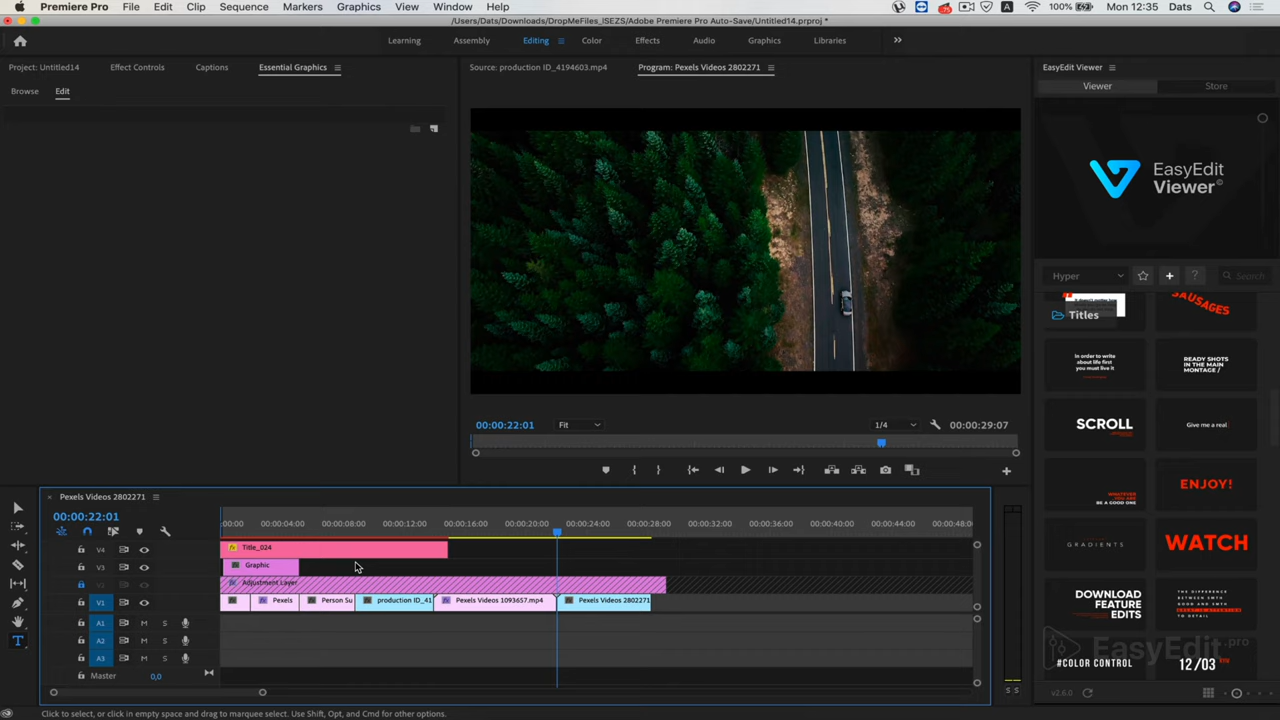 Premiere Pro File Edit Clip Sequence Markers Graphics View Window Help 100% Mon 12:35 Dats
/Users/Dats/Downloads/DropMeFiles_ISEZS/Adobe Premiere Pro Auto-Save/Untitled14.prproj *
Learning Assembly Editing Color Effects Audio Graphics Libraries
Project: Untitled14 Effect Controls Captions Essential Graphics
Source: production ID_4194603.mp4 Program: Pexels Videos 2802271
EasyEdit Viewer
Browse Edit
Viewer Store
EasyEdit
Viewer
Hyper ? Search
Titles
SAUSAGES
In order to write
about life first
you must live it
READY SHOTS
IN THE MAIN
MONTAGE /
SCROLL
Give me a real
WHATEVER
YOU ARE
BE A GOOD ONE
ENJOY!
GRADIENTS
WATCH
DOWNLOAD
FEATURE
EDITS
THE DIFFERENCE
BETWEEN SMTH
GOOD AND SMTH
#COLOR CONTROL
12/03
EasyEdit.pro
v2.6.0
00:00:22:01 Fit 1/4 00:00:29:07
Pexels Videos 2802271
00:00:22:01
:00:00 00:00:04:00 00:00:08:00 00:00:12:00 00:00:16:00 00:00:20:00 00:00:24:00 00:00:28:00 00:00:32:00 00:00:36:00 00:00:40:00 00:00:44:00 00:00:48:0
V4 Title_024
V3 Graphic
Adjustment Layer
V1 Pexels Person Su production ID_41 Pexels Videos 1093657.mp4 Pexels Videos 2802271
A1 M S
A2 M S
A3 M S
Master 0,0
S S
Click to select, or click in empty space and drag to marquee select. Use Shift, Opt, and Cmd for other options.